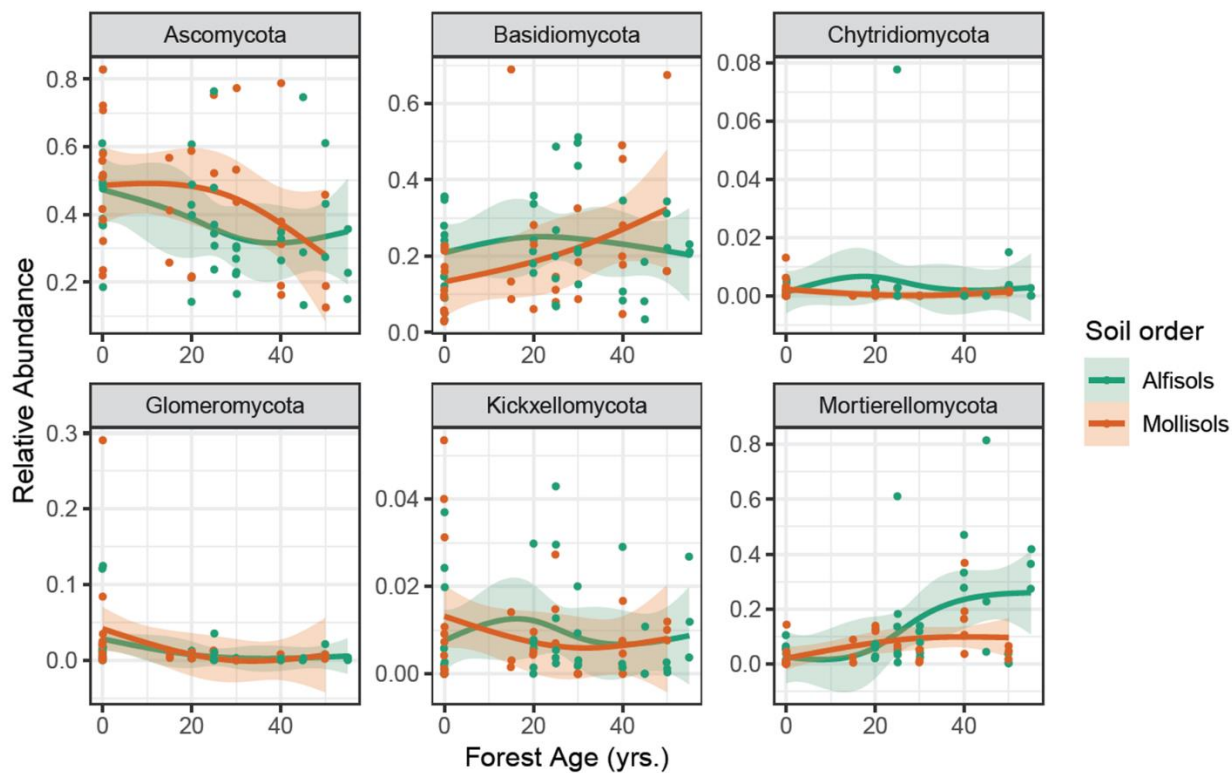 Ascomycota Basidiomycota Chytridiomycota
0.8 0.6 0.4 0.2
0.6 0.4 0.2 0.0
0.08 0.06 0.04 0.02 0.00
0 20 40 0 20 40 0 20 40
Glomeromycota Kickxellomycota Mortierellomycota
0.3 0.2 0.1 0.0
0.04 0.02 0.00
0.8 0.6 0.4 0.2 0.0
0 20 40 0 20 40 0 20 40
Relative Abundance
Forest Age (yrs.)
Soil order
Alfisols
Mollisols